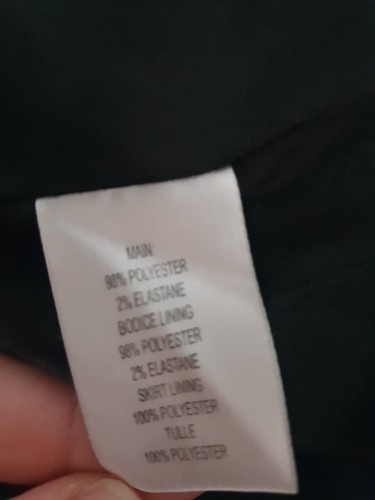 MAIN:
98% POLYESTER
2% ELASTANE
BODICE LINING
98% POLYESTER
2% ELASTANE
SKIRT LINING
100% POLYESTER
TULLE
100% POLYESTER